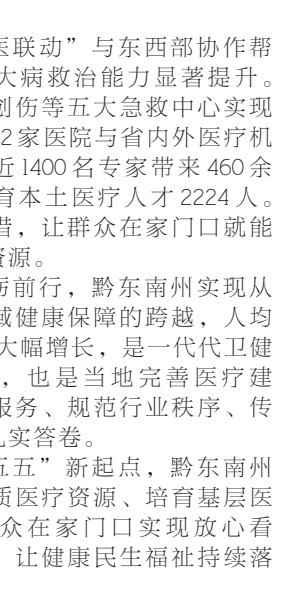 医联动”与东西部协作帮
大病救治能力显著提升。
创伤等五大急救中心实现
2家医院与省内外医疗机
近1400名专家带来460余
育本土医疗人才2224人。
措，让群众在家门口就能
资源。
厉前行，黔东南州实现从
域健康保障的跨越，人均
大幅增长，是一代代卫健
，也是当地完善医疗建
服务、规范行业秩序、传
扎实答卷。
五五”新起点，黔东南州
质医疗资源、培育基层医
众在家门口实现放心看
，让健康民生福祉持续落